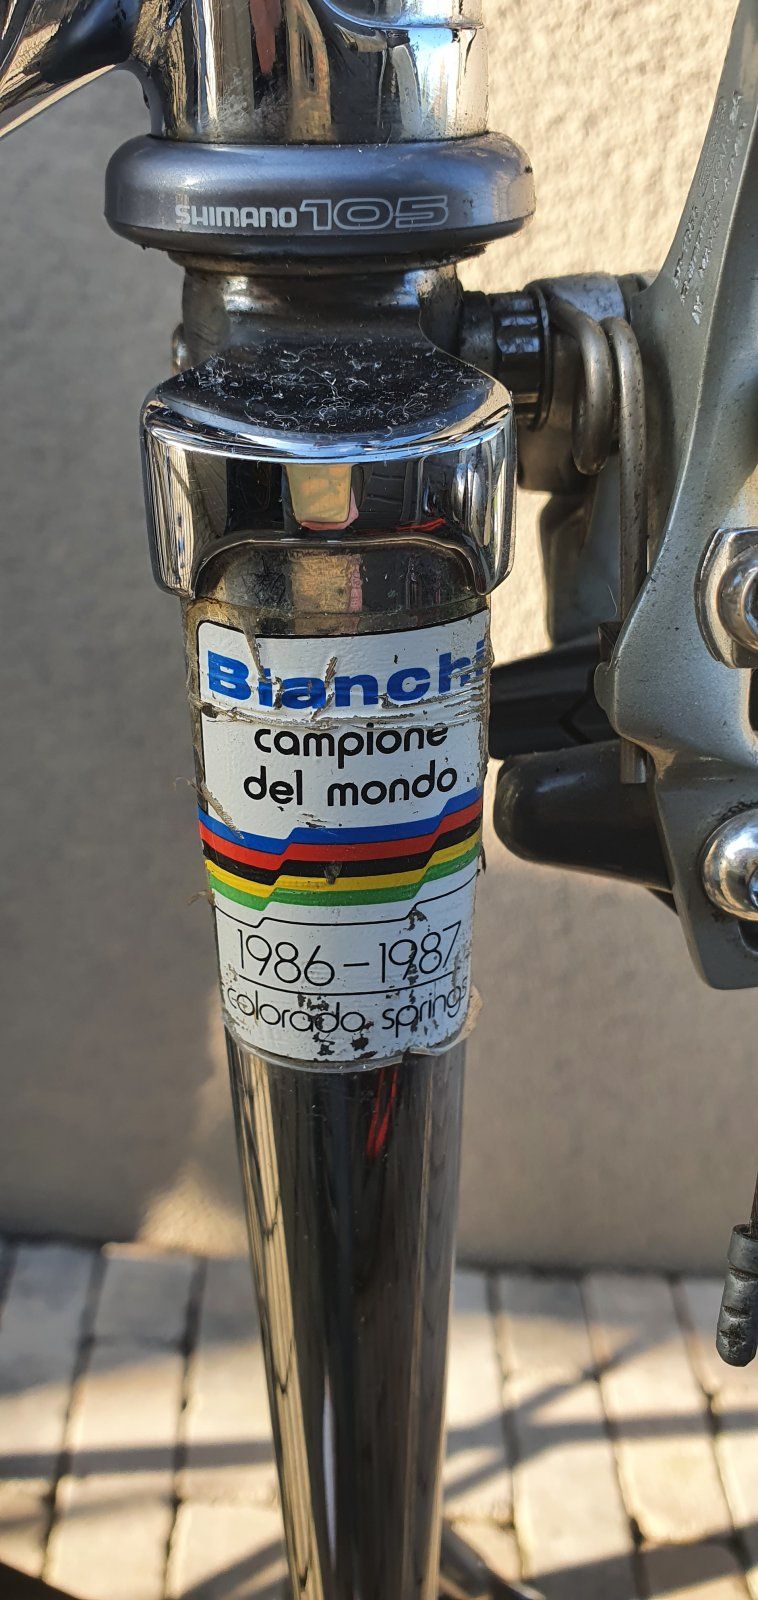 SHIMANO 105
Bianchi
campione
del mondo
1986-1987
colorado springs